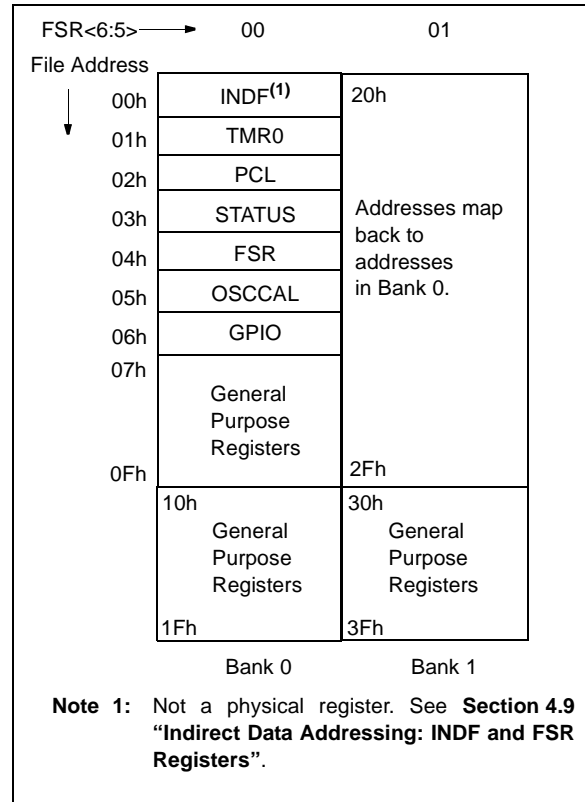 FSR<6:5> 00 01
File Address
00h INDF(1) 20h
01h TMR0
02h PCL
03h STATUS Addresses map
back to
04h FSR addresses
in Bank 0.
05h OSCCAL
06h GPIO
07h
General
Purpose
Registers
0Fh 2Fh
10h 30h
General General
Purpose Purpose
Registers Registers
1Fh 3Fh
Bank 0 Bank 1
Note 1: Not a physical register. See Section 4.9
“Indirect Data Addressing: INDF and FSR
Registers”.